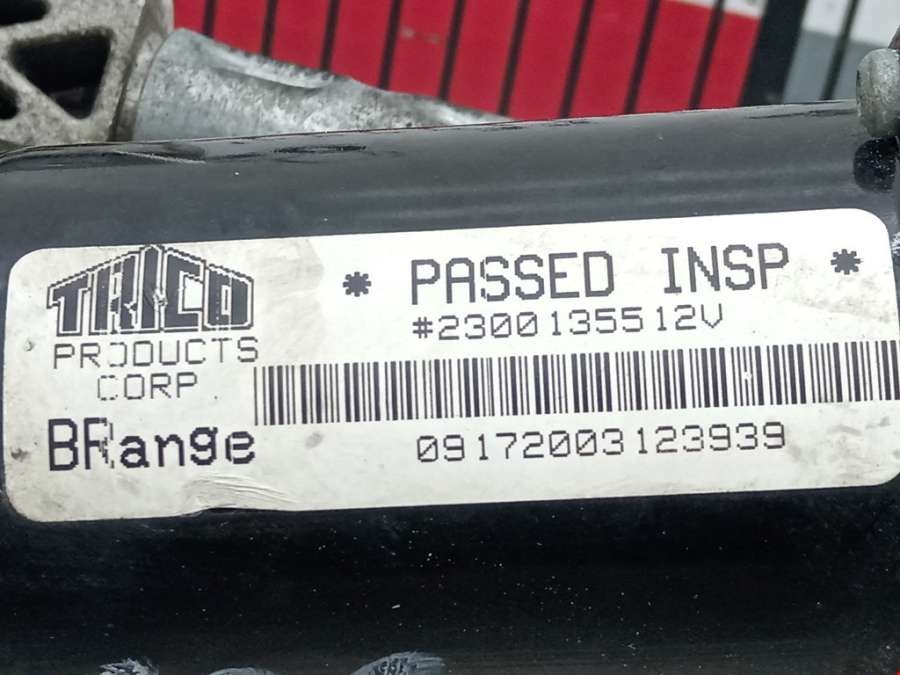 TRICO
PRODUCTS
CORP
BRange
* PASSED INSP *
#2300135512V
09172003123939